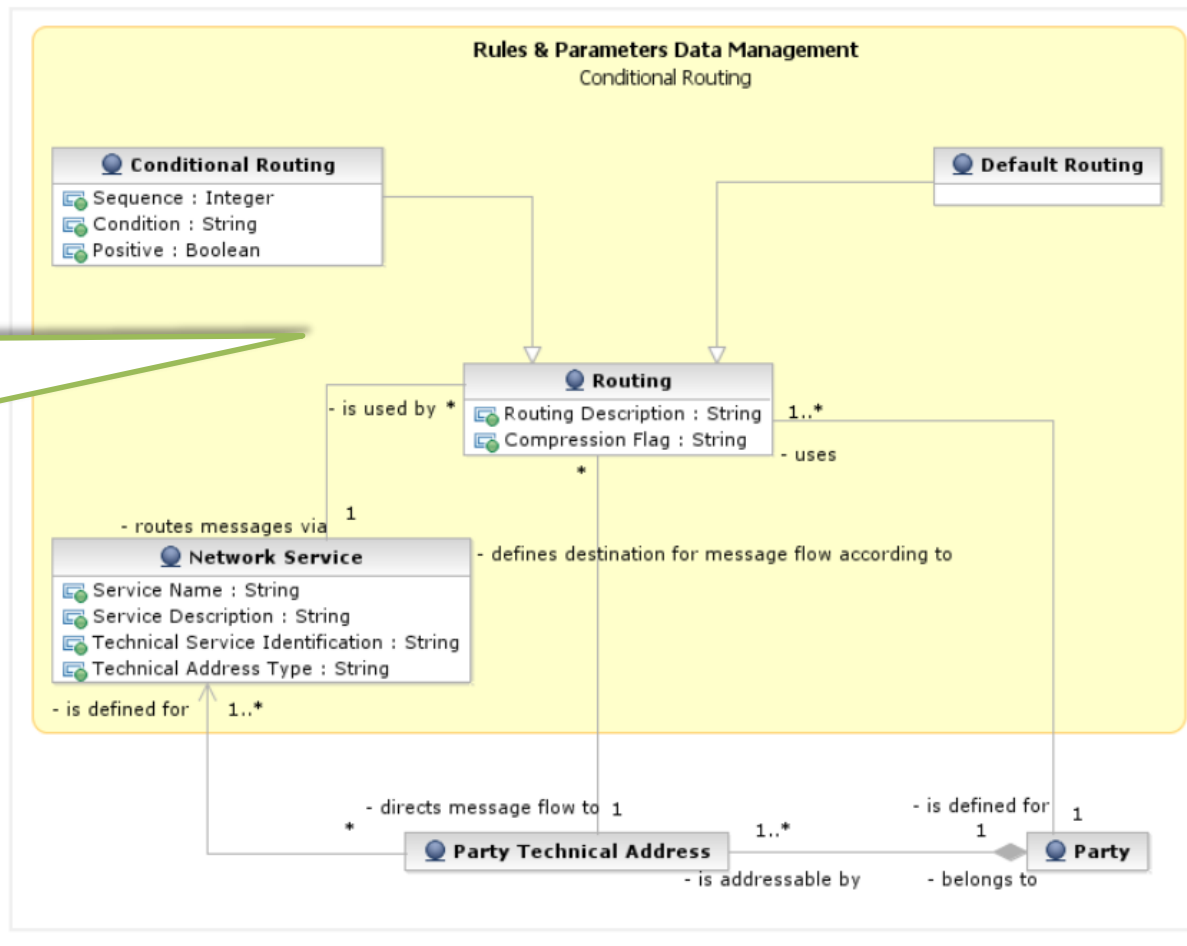 Rules & Parameters Data Management
Conditional Routing
Conditional Routing
Sequence : Integer
Condition : String
Positive : Boolean
Default Routing
Routing
Routing Description : String
Compression Flag : String
- is used by *
1..*
- uses
*
1
- routes messages via
Network Service
Service Name : String
Service Description : String
Technical Service Identification : String
Technical Address Type : String
- defines destination for message flow according to
- is defined for 1..*
- directs message flow to 1
*
- is defined for 1
1..*
1
Party Technical Address
Party
- is addressable by
- belongs to